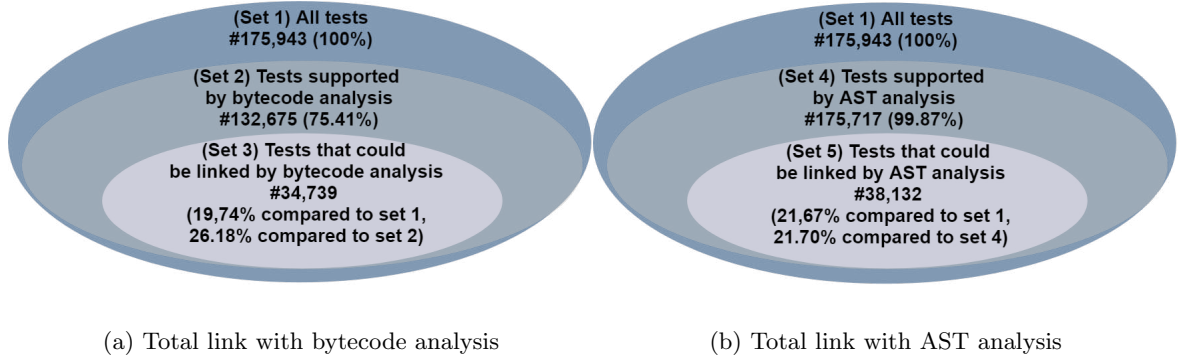 (Set 1) All tests
#175,943 (100%)
(Set 2) Tests supported
by bytecode analysis
#132,675 (75.41%)
(Set 3) Tests that could
be linked by bytecode analysis
#34,739
(19,74% compared to set 1,
26.18% compared to set 2)
(a) Total link with bytecode analysis
(Set 1) All tests
#175,943 (100%)
(Set 4) Tests supported
by AST analysis
#175,717 (99.87%)
(Set 5) Tests that could
be linked by AST analysis
#38,132
(21,67% compared to set 1,
21.70% compared to set 4)
(b) Total link with AST analysis